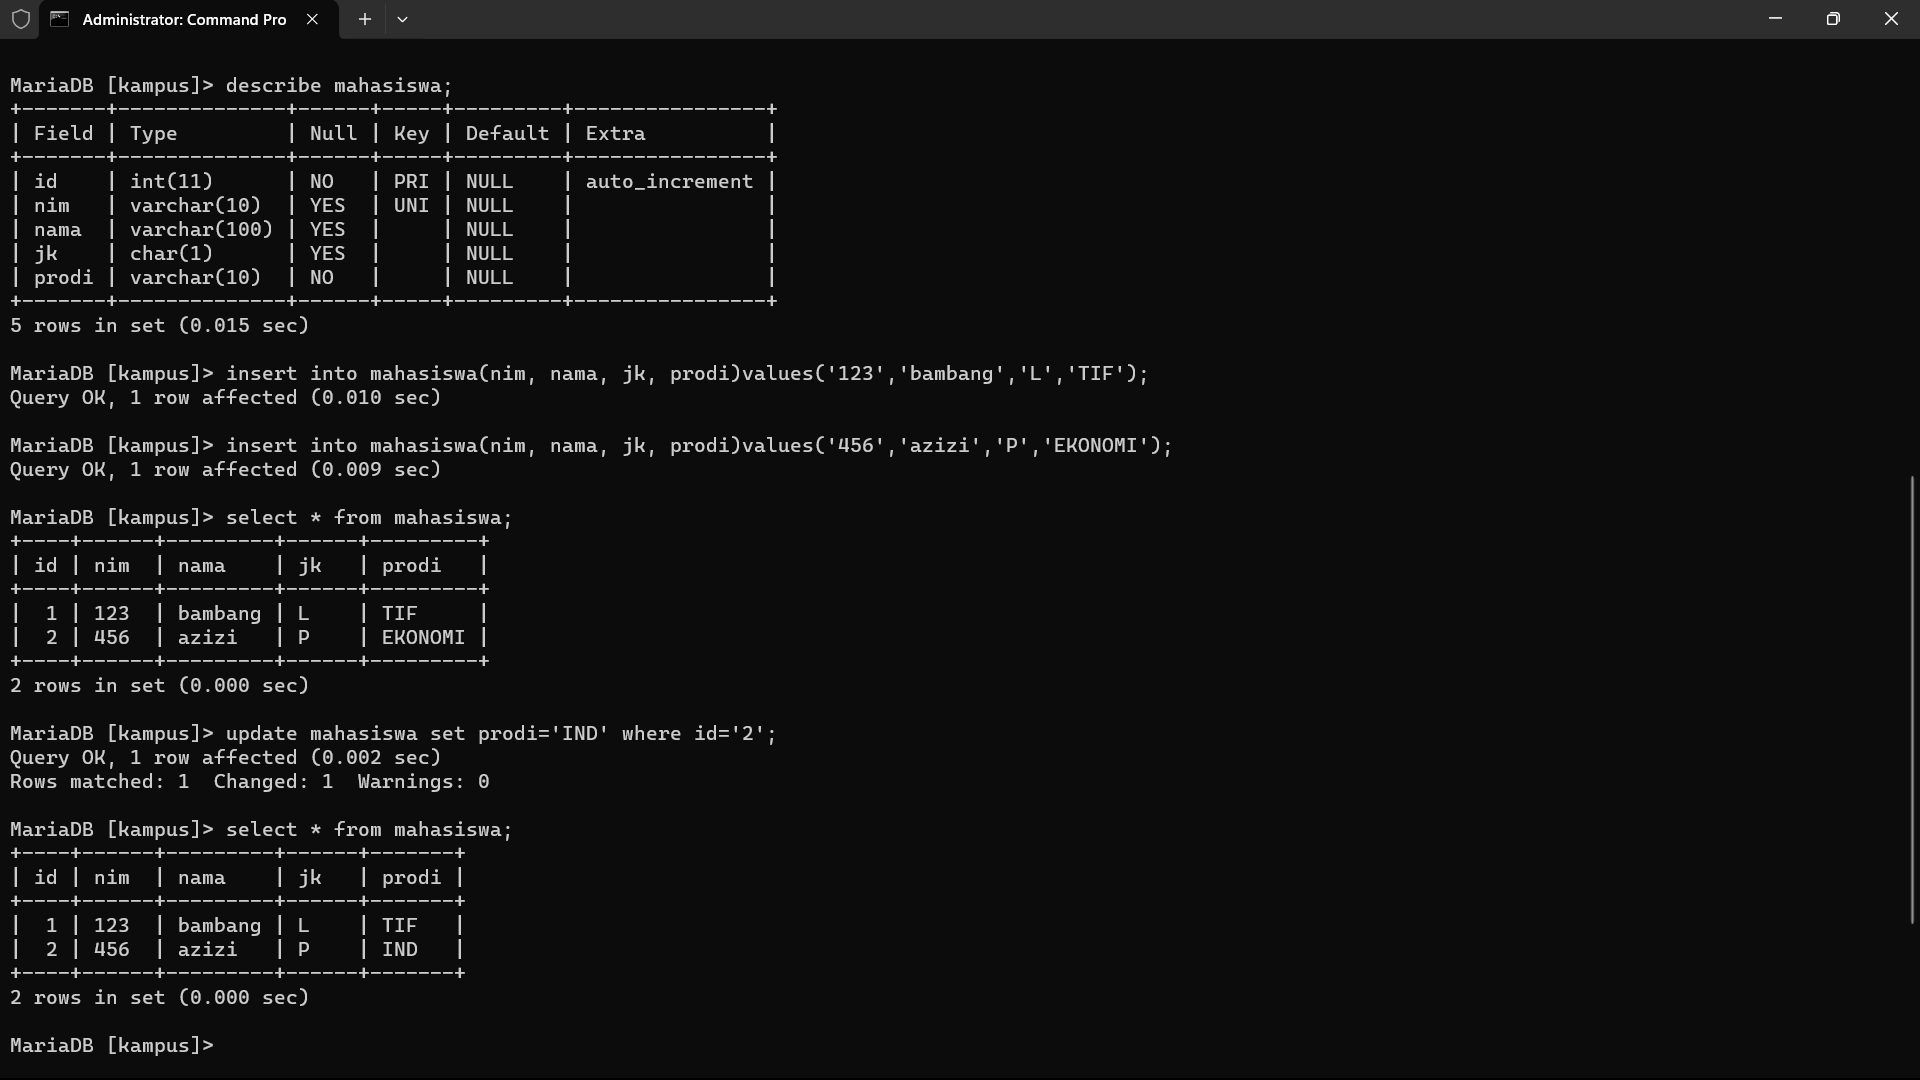 Administrator: Command Pro
MariaDB [kampus]> describe mahasiswa;
+-------+--------------+------+-----+---------+----------------+
| Field | Type         | Null | Key | Default | Extra          |
+-------+--------------+------+-----+---------+----------------+
| id    | int(11)      | NO   | PRI | NULL    | auto_increment |
| nim   | varchar(10)  | YES  | UNI | NULL    |                |
| nama  | varchar(100) | YES  |     | NULL    |                |
| jk    | char(1)      | YES  |     | NULL    |                |
| prodi | varchar(10)  | NO   |     | NULL    |                |
+-------+--------------+------+-----+---------+----------------+
5 rows in set (0.015 sec)
MariaDB [kampus]> insert into mahasiswa(nim, nama, jk, prodi)values('123','bambang','L','TIF');
Query OK, 1 row affected (0.010 sec)
MariaDB [kampus]> insert into mahasiswa(nim, nama, jk, prodi)values('456','azizi','P','EKONOMI');
Query OK, 1 row affected (0.009 sec)
MariaDB [kampus]> select * from mahasiswa;
+----+------+---------+------+---------+
| id | nim  | nama    | jk   | prodi   |
+----+------+---------+------+---------+
|  1 | 123  | bambang | L    | TIF     |
|  2 | 456  | azizi   | P    | EKONOMI |
+----+------+---------+------+---------+
2 rows in set (0.000 sec)
MariaDB [kampus]> update mahasiswa set prodi='IND' where id='2';
Query OK, 1 row affected (0.002 sec)
Rows matched: 1  Changed: 1  Warnings: 0
MariaDB [kampus]> select * from mahasiswa;
+----+------+---------+------+-------+
| id | nim  | nama    | jk   | prodi |
+----+------+---------+------+-------+
|  1 | 123  | bambang | L    | TIF   |
|  2 | 456  | azizi   | P    | IND   |
+----+------+---------+------+-------+
2 rows in set (0.000 sec)
MariaDB [kampus]>